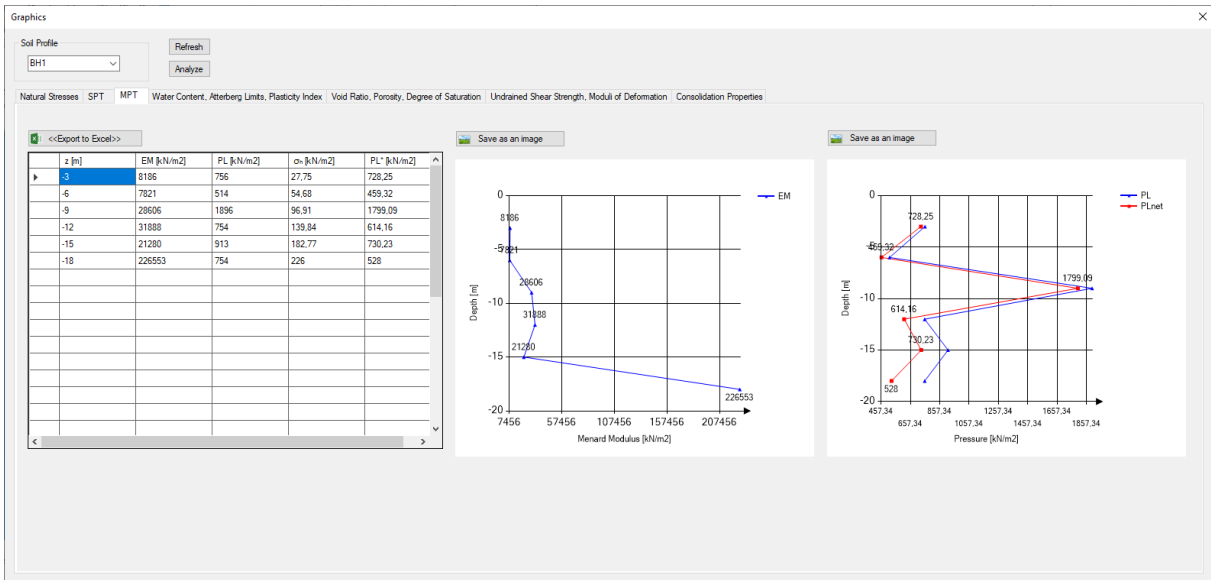 Graphics
Soil Profile
BH1
Refresh
Analyze
Natural Stresses SPT MPT Water Content, Atterberg Limits, Plasticity Index Void Ratio, Porosity, Degree of Saturation Undrained Shear Strength, Moduli of Deformation Consolidation Properties
<<Export to Excel>>
z [m] EM [kN/m2] PL [kN/m2] σₕ [kN/m2] PL* [kN/m2]
-3 8186 756 27,75 728,25
-6 7821 514 54,68 459,32
-9 28606 1896 96,91 1799,09
-12 31888 754 139,84 614,16
-15 21280 913 182,77 730,23
-18 226553 754 226 528
Save as an image
EM
0
8186
-5
7821
28606
-10
31888
21280
-15
226553
-20
7456 57456 107456 157456 207456
Depth [m]
Menard Modulus [kN/m2]
Save as an image
PL
PLnet
0
728,25
-5
459,32
1799,09
-10
614,16
730,23
-15
528
-20
457,34 857,34 1257,34 1657,34
657,34 1057,34 1457,34 1857,34
Depth [m]
Pressure [kN/m2]